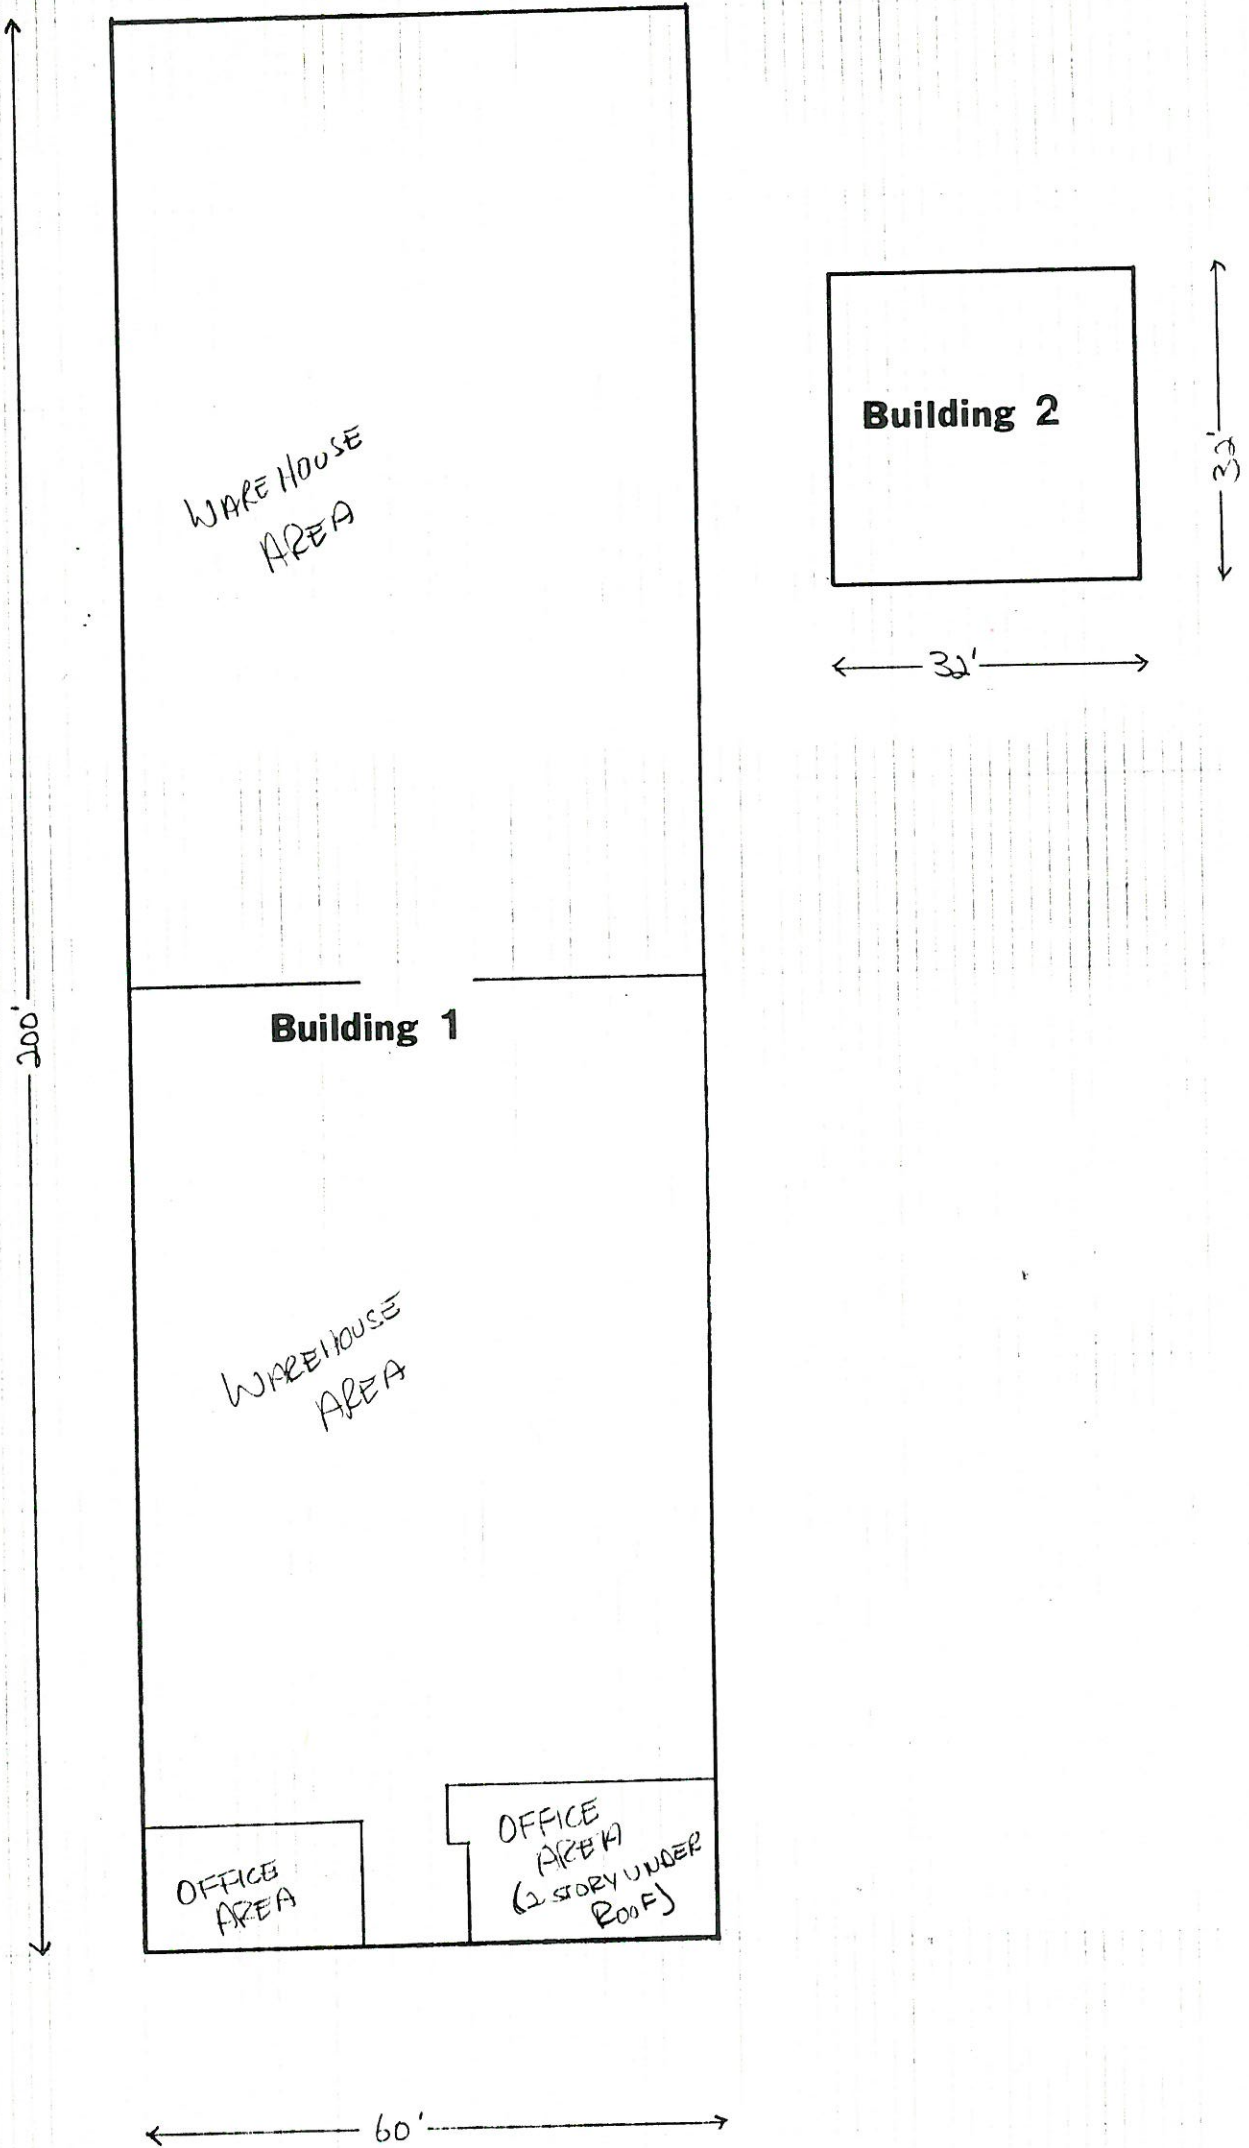 WAREHOUSE
AREA
Building 2
32'
32'
200'
Building 1
WAREHOUSE
AREA
OFFICE
AREA
OFFICE
AREA
(2 STORY UNDER
ROOF)
60'